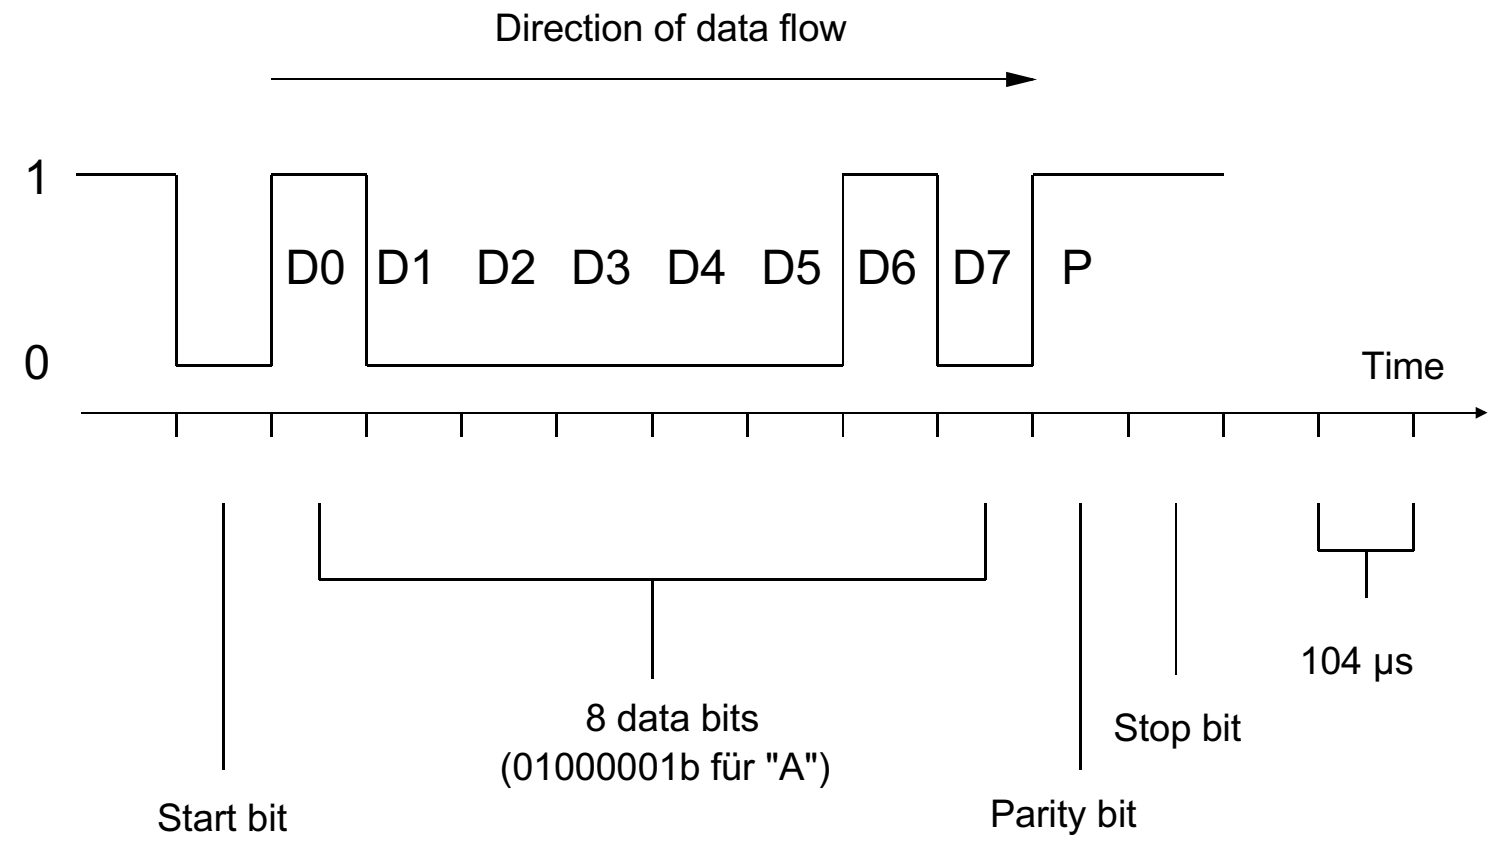 Direction of data flow
1
D0 D1 D2 D3 D4 D5 D6 D7 P
0
Time
104 µs
8 data bits
(01000001b für "A")
Stop bit
Start bit
Parity bit